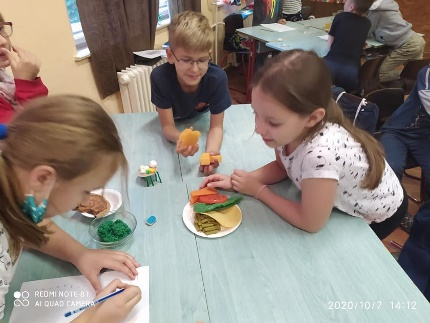 REDMI NOTE 8T
AI QUAD CAMERA
2020/10/7 14:12